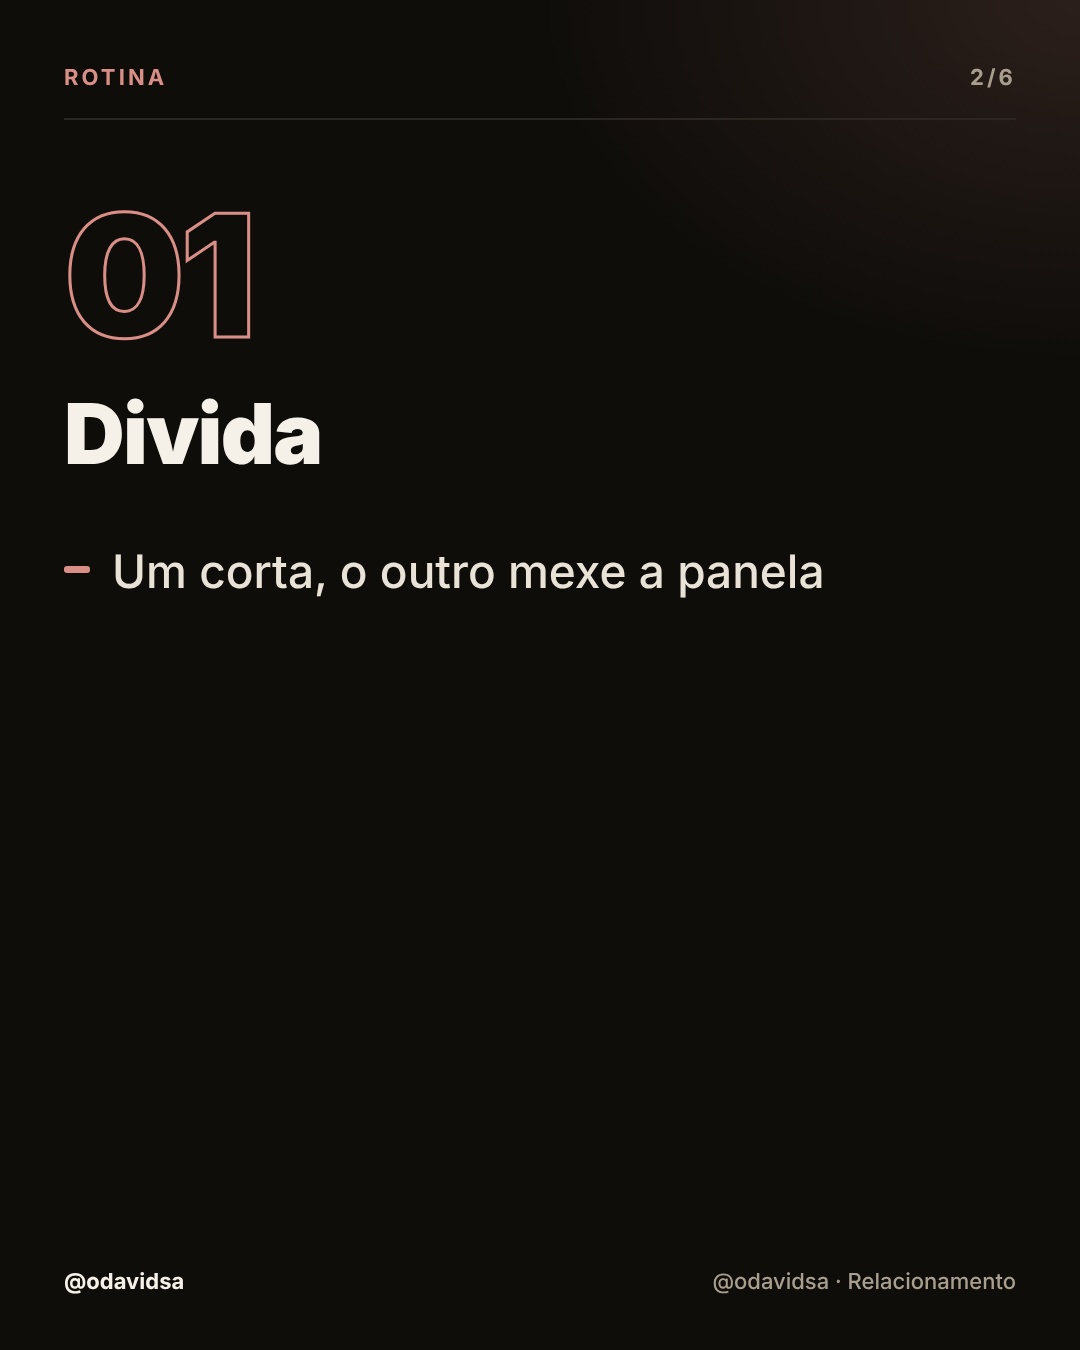 ROTINA
2/6
01
Divida
Um corta, o outro mexe a panela
@odavidsa
@odavidsa · Relacionamento